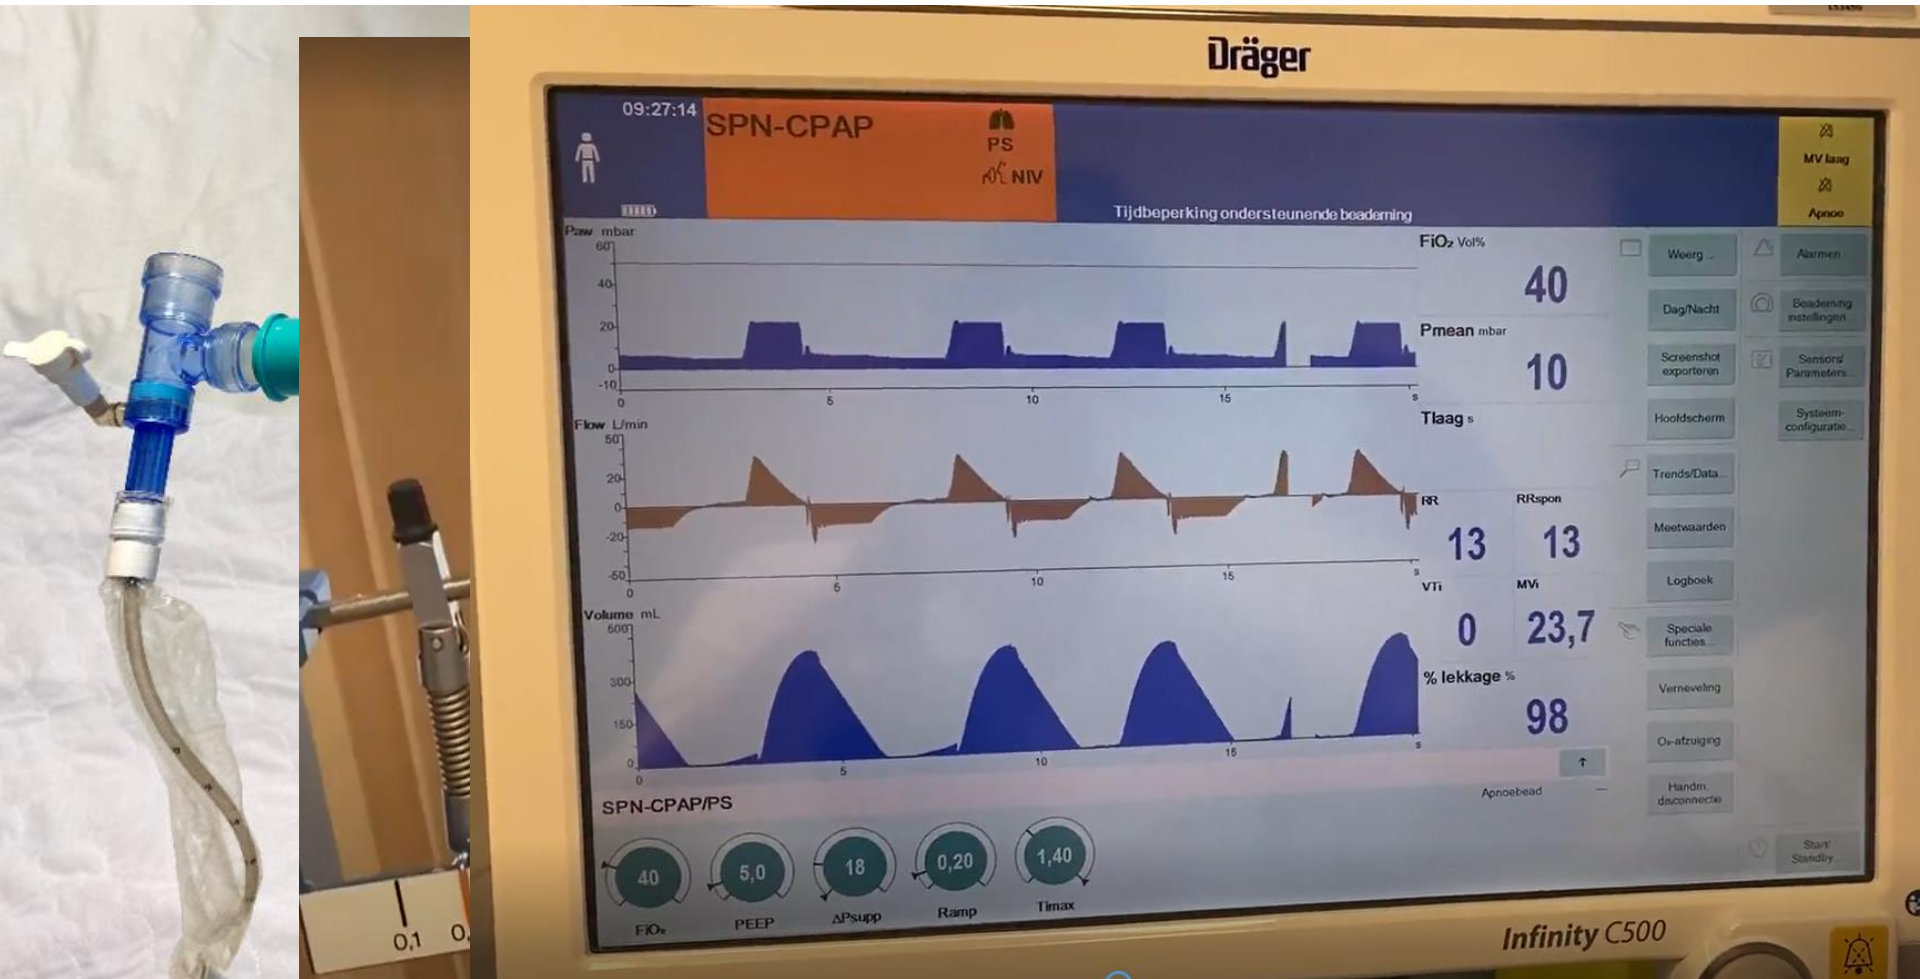 Dräger
09:27:14
SPN-CPAP
PS
NIV
Tijdbeperking ondersteunende beademing
MV laag
Apnoe
Paw mbar
60
40
20
0
-10
0 5 10 15 s
Flow L/min
50
20
0
-20
-50
0 5 10 15 s
Volume mL
600
300
150
0
0 5 10 15 s
FiO₂ Vol%
40
Pmean mbar
10
Tlaag s
RR RRspon
13 13
VTi MVi
0 23,7
% lekkage %
98
Weerg ...
Dag/Nacht
Screenshot
exporteren
Hoofdscherm
Trends/Data...
Meetwaarden
Logboek
Speciale
functies...
Verneveling
O₂-afzuiging
Handm.
disconnectie
Alarmen...
Beademing
instellingen...
Sensors/
Parameters...
Systeem-
configuratie...
Start/
Standby...
Apnoebead —
SPN-CPAP/PS
40 5,0 18 0,20 1,40
FiO₂ PEEP ΔPsupp Ramp Timax
Infinity C500
0,1 0,